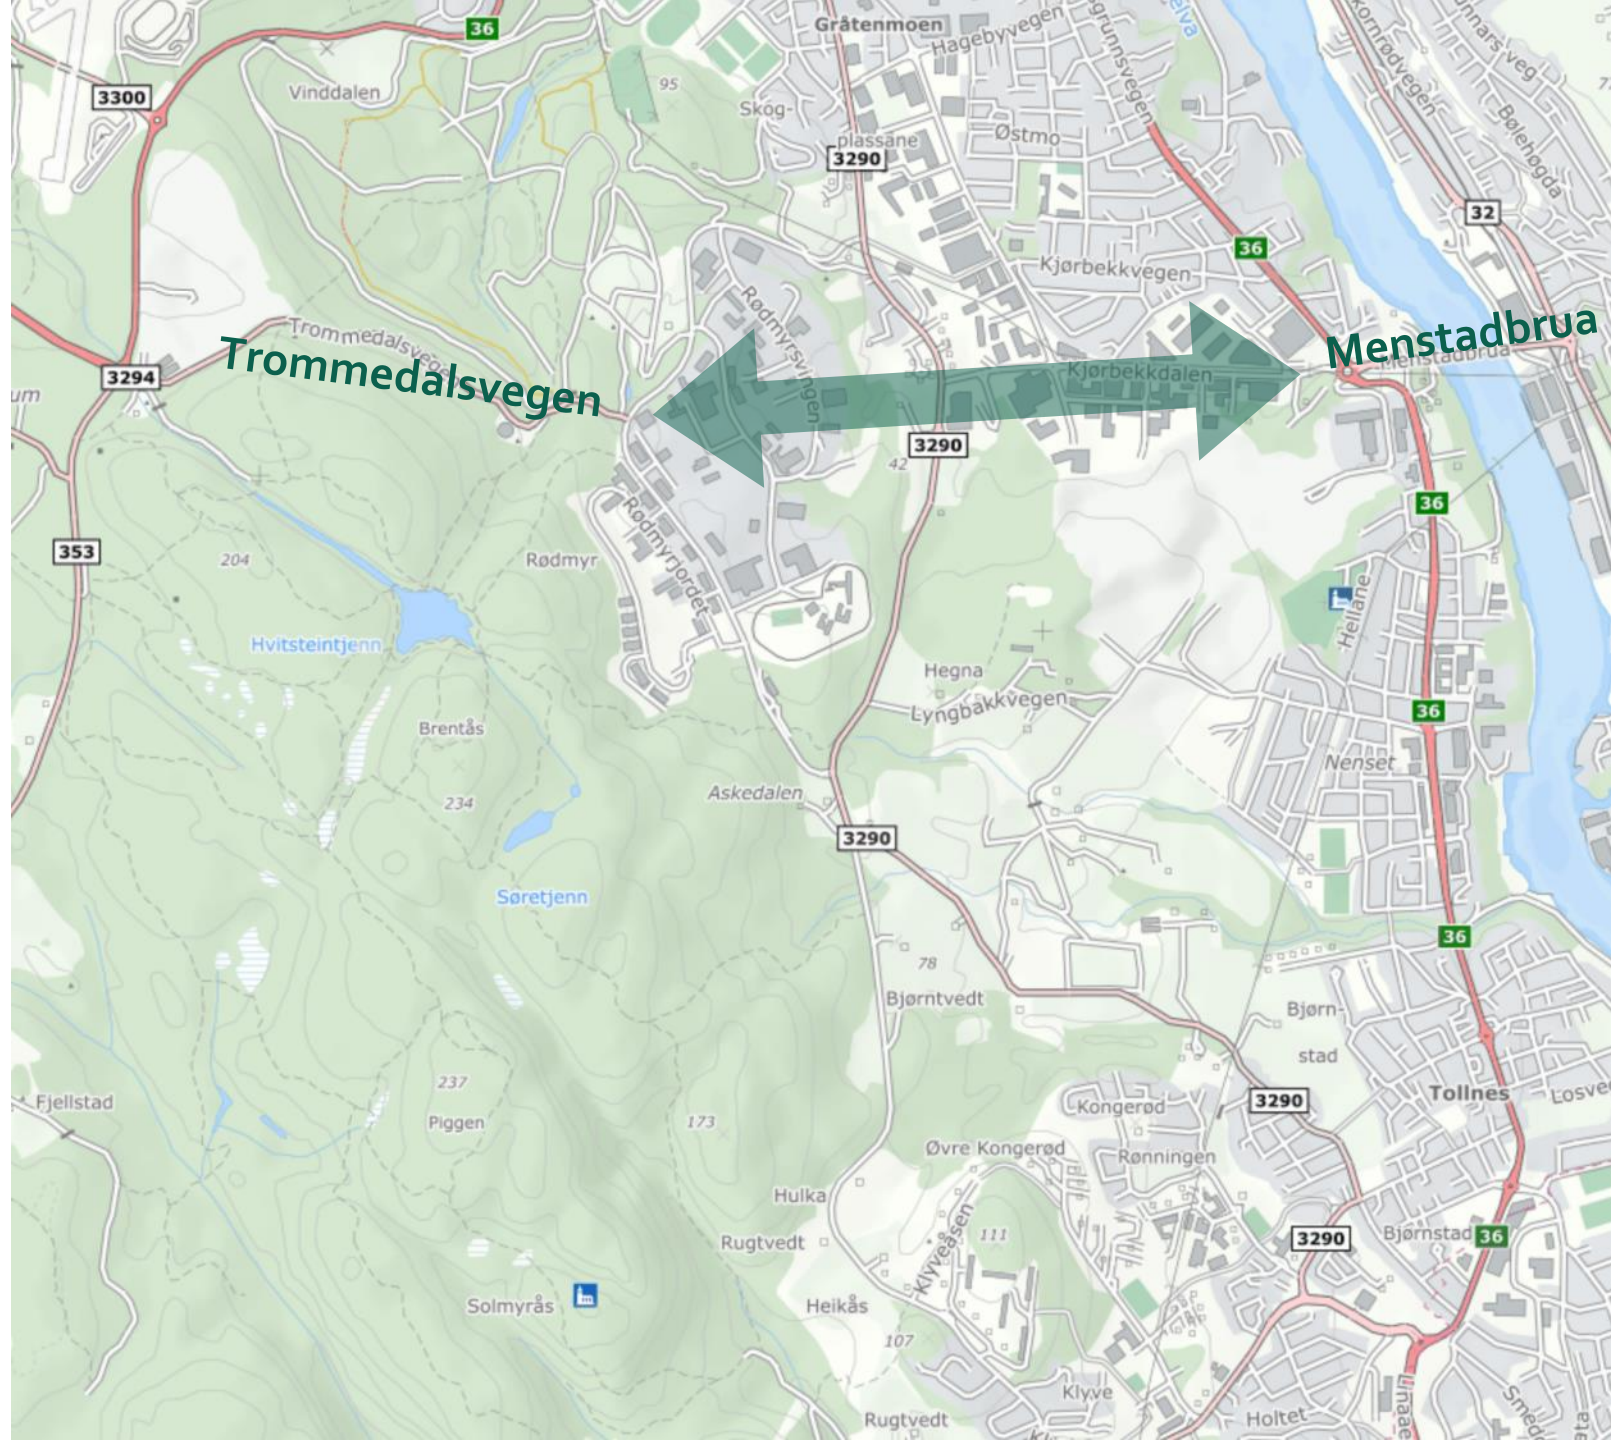 36
Gråtenmoen
Hagebyvegen
3300
Vinddalen
95
Skog-
plassane
3290
Østmo
Bølehøgda
32
36
Kjørbekkvegen
Rødmyrsvingen
Trommedalsvegen
Trommedalsvegen
Menstadbrua
Menstadbrua
Kjørbekkdalen
3294
3290
42
36
353
204
Rødmyr
Rødmyrjordet
Hellane
Hvitsteintjenn
Hegna
Lyngbakkvegen
36
Brentås
234
Askedalen
Nenset
3290
Søretjenn
36
78
Bjørntvedt
Bjørn-
stad
237
Piggen
173
Fjellstad
Tollnes
3290
Kongerød
Øvre Kongerød
Rønningen
Hulka
Rugtvedt
Klyveåsen
111
3290
Bjørnstad
36
Solmyrås
Heikås
107
Klyve
Rugtvedt
Holtet